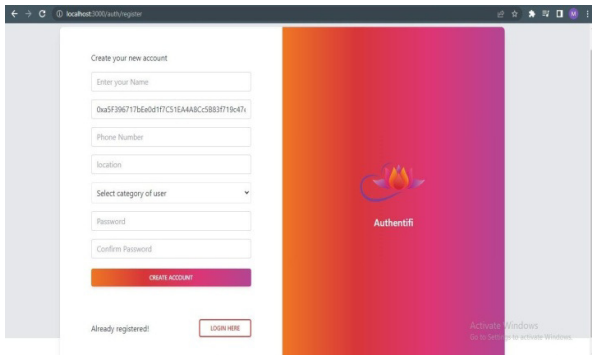 localhost:3000/auth/register
M
Create your new account
Enter your Name
Phone Number
location
Select category of user
Password
Confirm Password
CREATE ACCOUNT
Already registered!
LOGIN HERE
Authentifi
Activate Windows
Go to Settings to activate Windows.